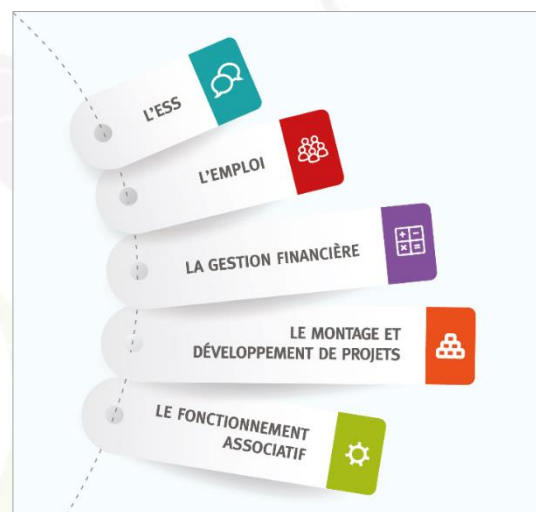 L'ESS
L'EMPLOI
LA GESTION FINANCIÈRE
LE MONTAGE ET
DÉVELOPPEMENT DE PROJETS
LE FONCTIONNEMENT
ASSOCIATIF